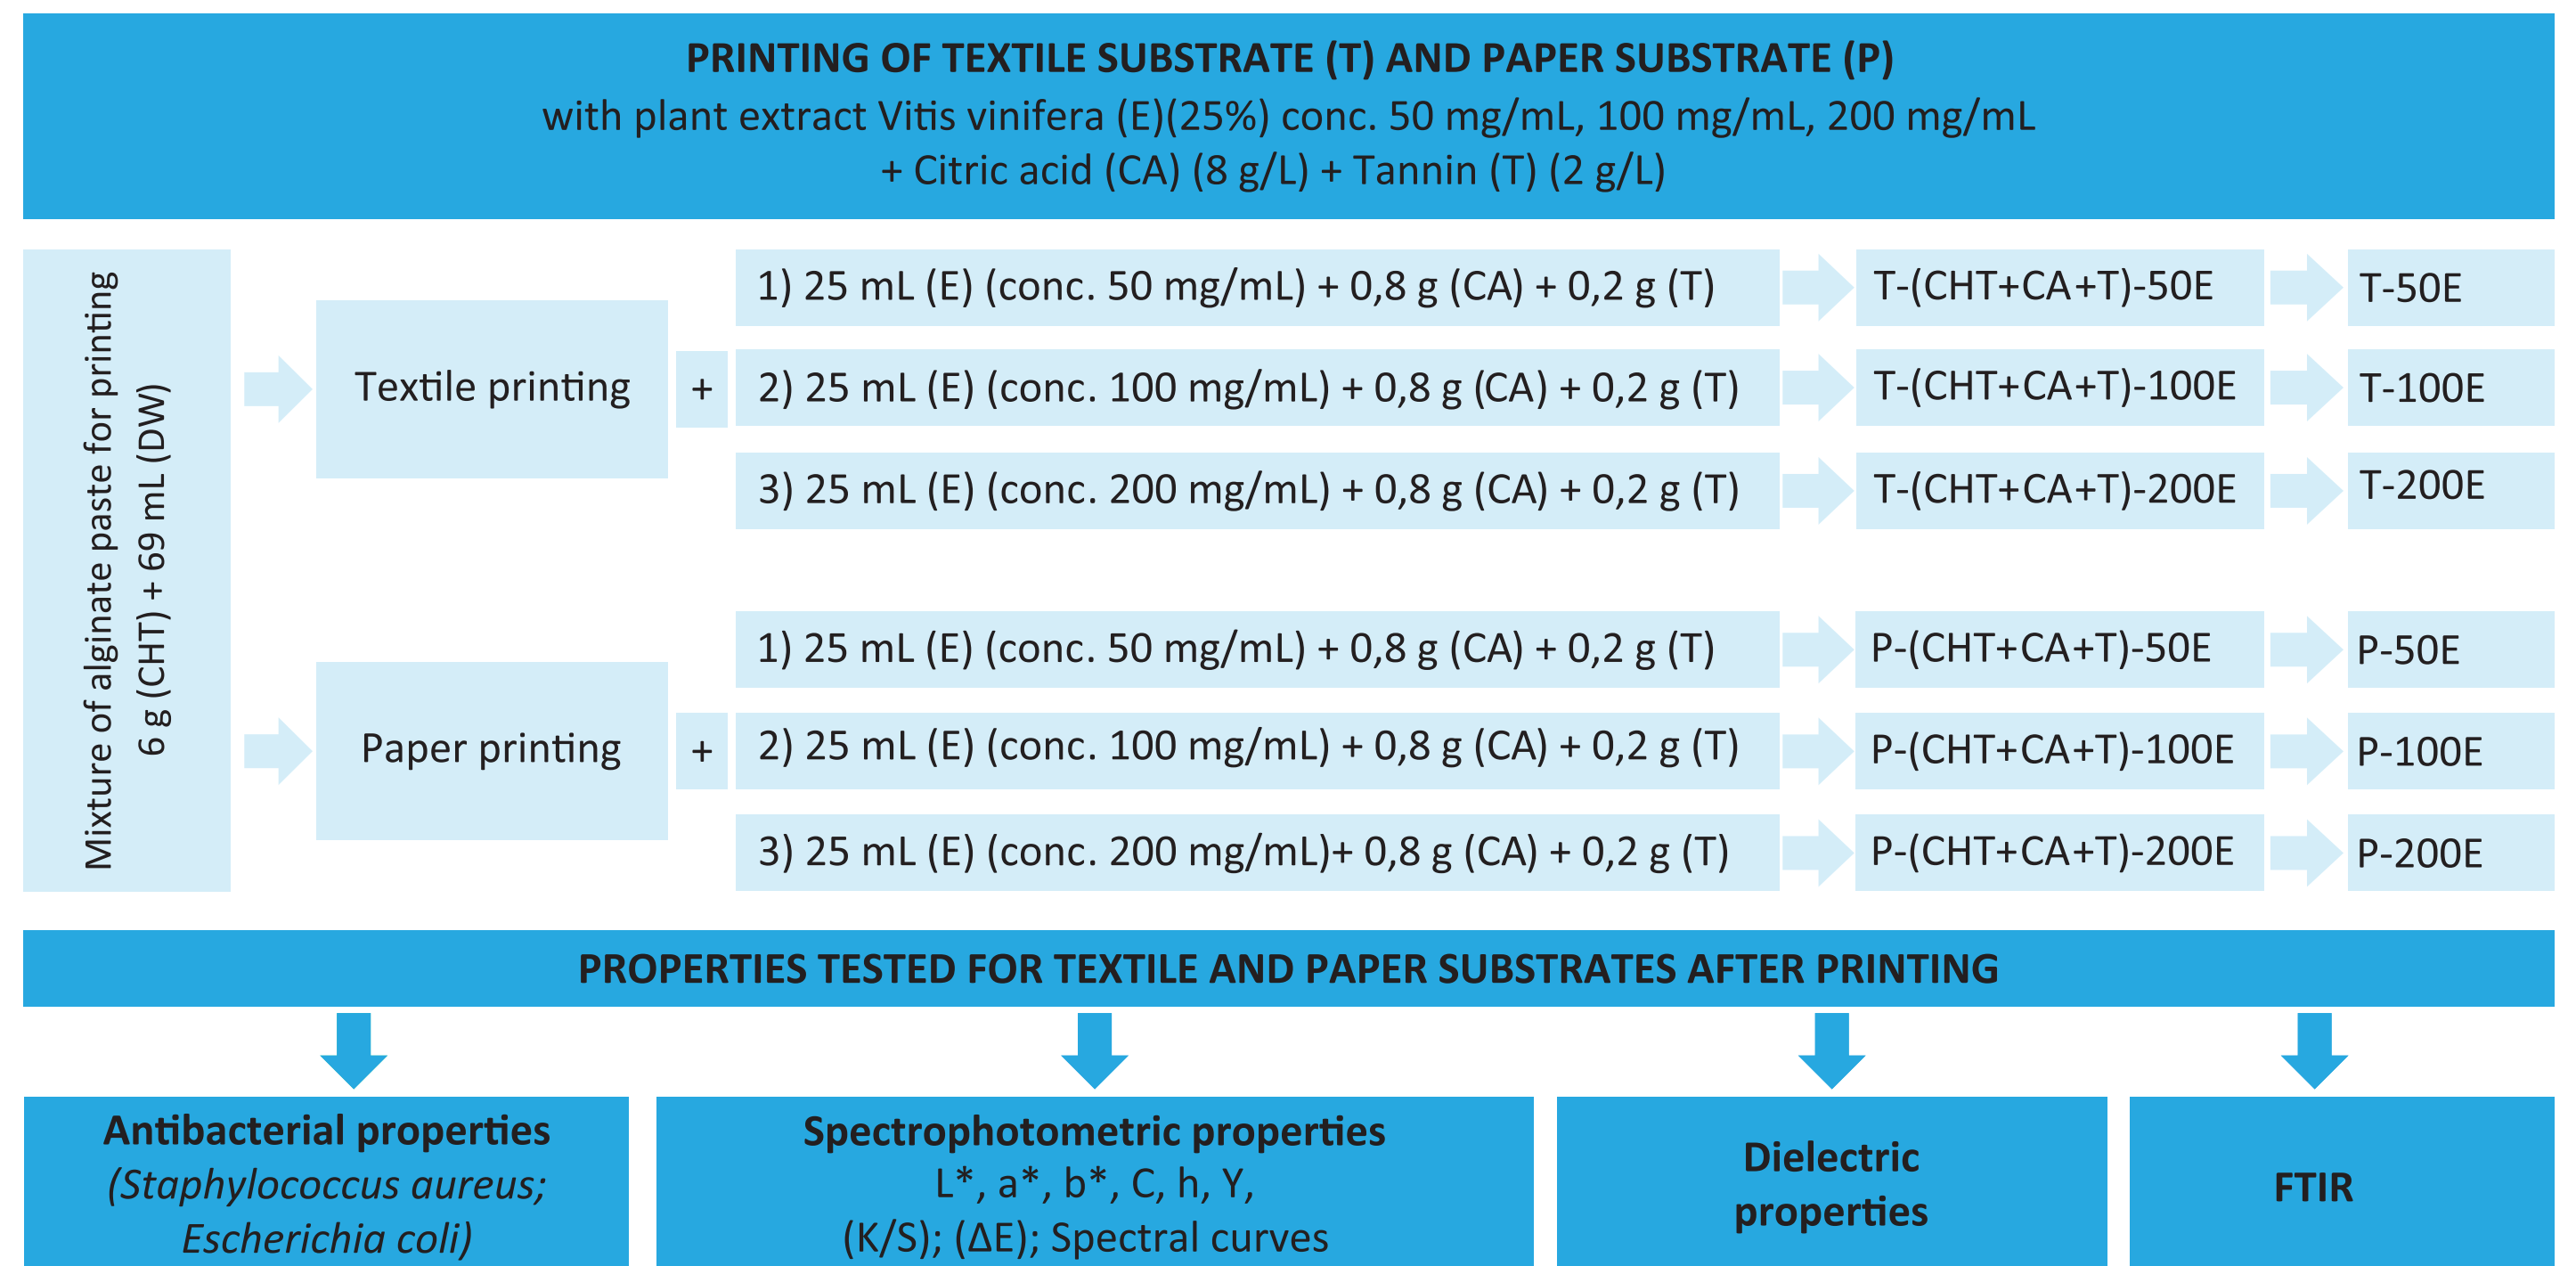 PRINTING OF TEXTILE SUBSTRATE (T) AND PAPER SUBSTRATE (P)
with plant extract Vitis vinifera (E)(25%) conc. 50 mg/mL, 100 mg/mL, 200 mg/mL
+ Citric acid (CA) (8 g/L) + Tannin (T) (2 g/L)
Mixture of alginate paste for printing
6 g (CHT) + 69 mL (DW)
Textile printing
+
1) 25 mL (E) (conc. 50 mg/mL) + 0,8 g (CA) + 0,2 g (T)
T-(CHT+CA+T)-50E
T-50E
2) 25 mL (E) (conc. 100 mg/mL) + 0,8 g (CA) + 0,2 g (T)
T-(CHT+CA+T)-100E
T-100E
3) 25 mL (E) (conc. 200 mg/mL) + 0,8 g (CA) + 0,2 g (T)
T-(CHT+CA+T)-200E
T-200E
Paper printing
+
1) 25 mL (E) (conc. 50 mg/mL) + 0,8 g (CA) + 0,2 g (T)
P-(CHT+CA+T)-50E
P-50E
2) 25 mL (E) (conc. 100 mg/mL) + 0,8 g (CA) + 0,2 g (T)
P-(CHT+CA+T)-100E
P-100E
3) 25 mL (E) (conc. 200 mg/mL)+ 0,8 g (CA) + 0,2 g (T)
P-(CHT+CA+T)-200E
P-200E
PROPERTIES TESTED FOR TEXTILE AND PAPER SUBSTRATES AFTER PRINTING
Antibacterial properties
(Staphylococcus aureus;
Escherichia coli)
Spectrophotometric properties
L*, a*, b*, C, h, Y,
(K/S); (ΔE); Spectral curves
Dielectric
properties
FTIR